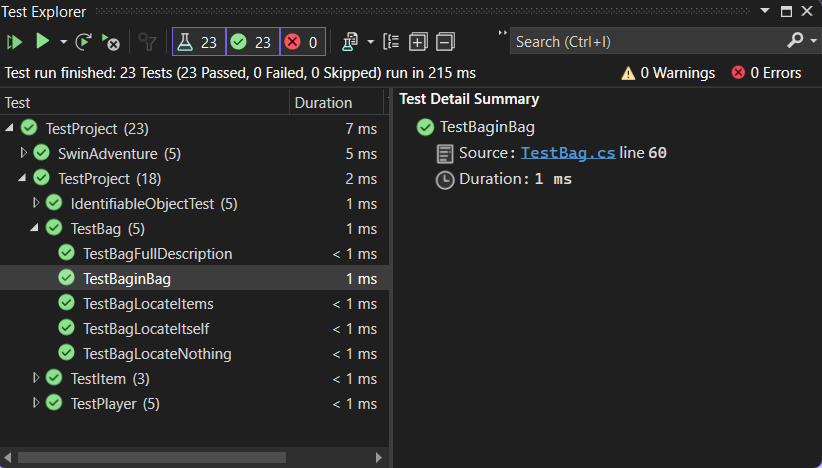 Test Explorer
23 23 0
Search (Ctrl+I)
Test run finished: 23 Tests (23 Passed, 0 Failed, 0 Skipped) run in 215 ms
0 Warnings
0 Errors
Test Duration
TestProject (23) 7 ms
SwinAdventure (5) 5 ms
TestProject (18) 2 ms
IdentifiableObjectTest (5) 1 ms
TestBag (5) 1 ms
TestBagFullDescription < 1 ms
TestBaginBag 1 ms
TestBagLocateItems < 1 ms
TestBagLocateItself < 1 ms
TestBagLocateNothing < 1 ms
TestItem (3) < 1 ms
TestPlayer (5) < 1 ms
Test Detail Summary
TestBaginBag
Source: TestBag.cs line 60
Duration: 1 ms